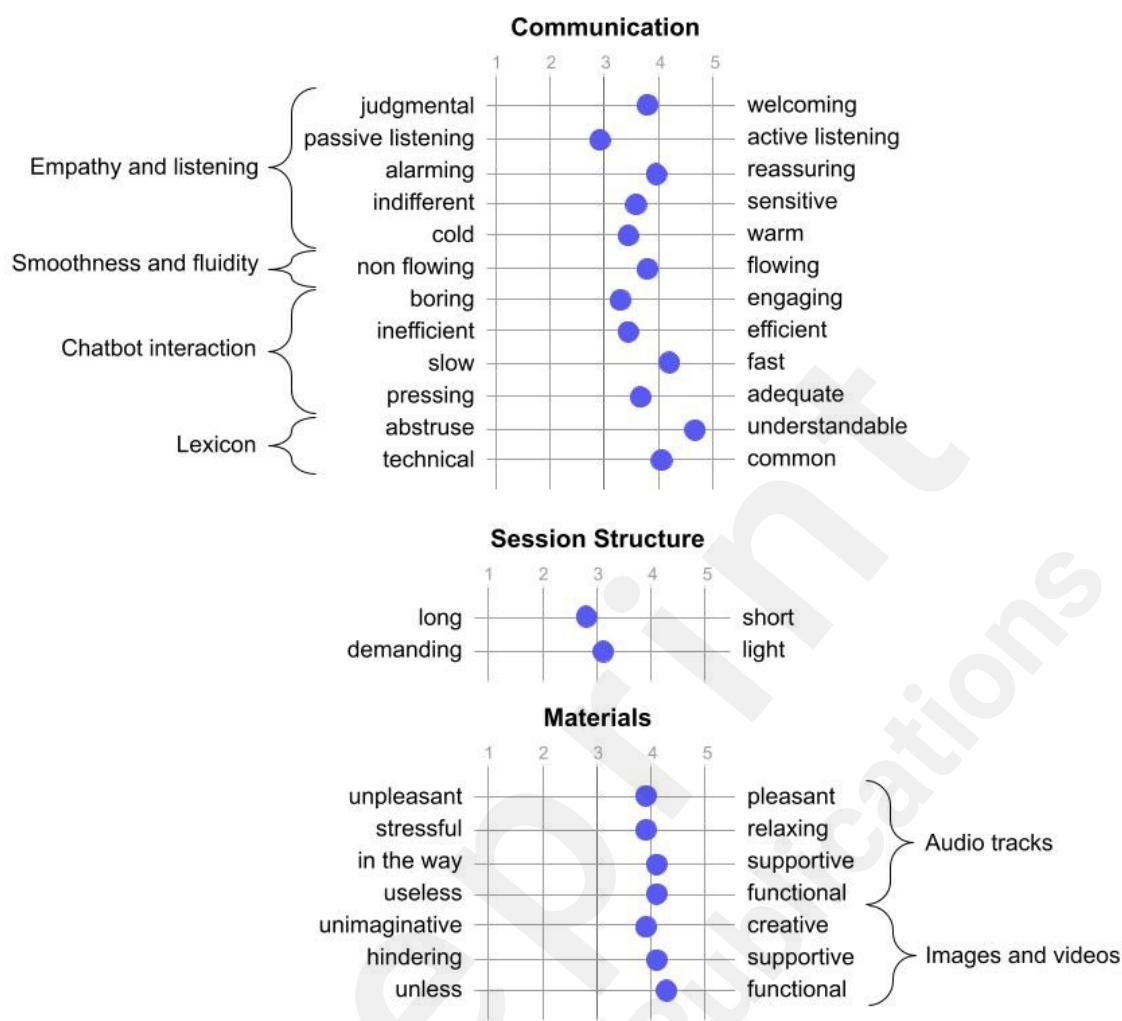 Communication
1 2 3 4 5
judgmental welcoming
passive listening active listening
Empathy and listening
alarming reassuring
indifferent sensitive
cold warm
Smoothness and fluidity
non flowing flowing
boring engaging
inefficient efficient
Chatbot interaction
slow fast
pressing adequate
abstruse understandable
Lexicon
technical common
Session Structure
1 2 3 4 5
long short
demanding light
Materials
1 2 3 4 5
unpleasant pleasant
stressful relaxing
Audio tracks
in the way supportive
useless functional
unimaginative creative
hindering supportive
Images and videos
unless functional
eprint
Publications